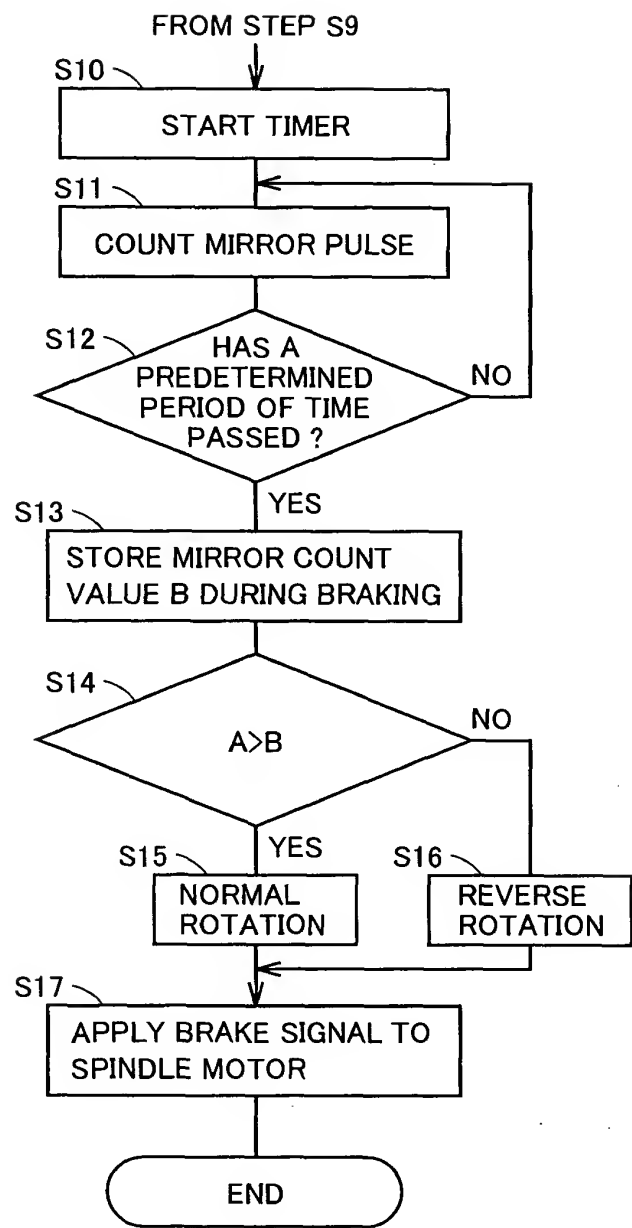 FROM STEP S9
S10
START TIMER
S11
COUNT MIRROR PULSE
S12
HAS A
PREDETERMINED
PERIOD OF TIME
PASSED ?
NO
YES
S13
STORE MIRROR COUNT
VALUE B DURING BRAKING
S14
A>B
NO
YES
S15
NORMAL
ROTATION
S16
REVERSE
ROTATION
S17
APPLY BRAKE SIGNAL TO
SPINDLE MOTOR
END